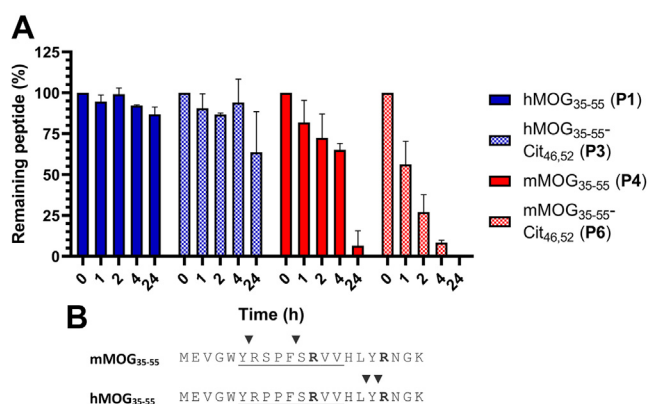 A
125
100
75
50
25
0
Remaining peptide (%)
0 1 2 4 24 0 1 2 4 24 0 1 2 4 24 0 1 2 4 24
Time (h)
hMOG35-55 (P1)
hMOG35-55-
Cit46,52 (P3)
mMOG35-55 (P4)
mMOG35-55-
Cit46,52 (P6)
B
mMOG35-55 MEVGWYRSPFSRVVHLYRNGK
hMOG35-55 MEVGWYRPPFSRVVHLYRNGK